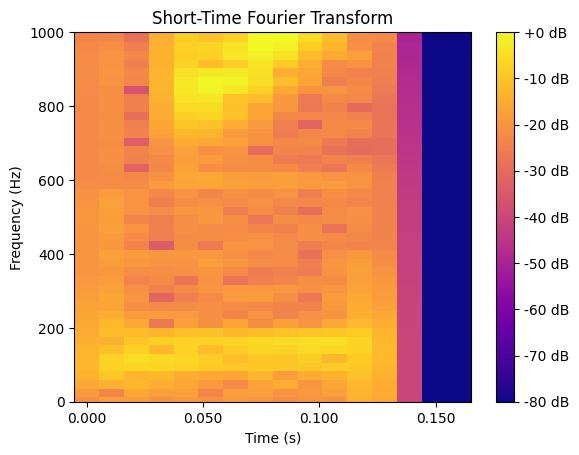 Short-Time Fourier Transform
1000
800
600
400
200
0
Frequency (Hz)
0.000
0.050
0.100
0.150
Time (s)
+0 dB
-10 dB
-20 dB
-30 dB
-40 dB
-50 dB
-60 dB
-70 dB
-80 dB